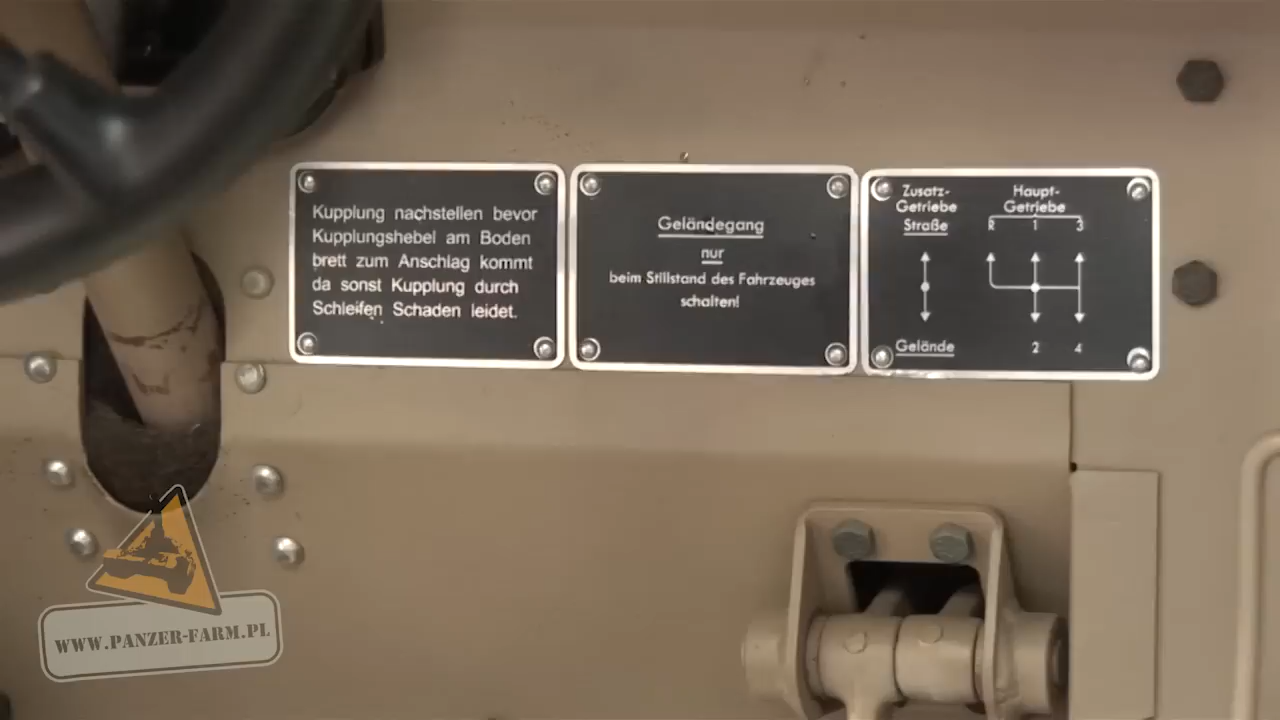 Kupplung nachstellen bevor
Kupplungshebel am Boden
brett zum Anschlag kommt
da sonst Kupplung durch
Schleifen Schaden leidet.
Geländegang
nur
beim Stillstand des Fahrzeuges
schalten!
Zusatz-
Getriebe
Straße
Gelände
Haupt-
Getriebe
R 1 3
2 4
WWW.PANZER-FARM.PL